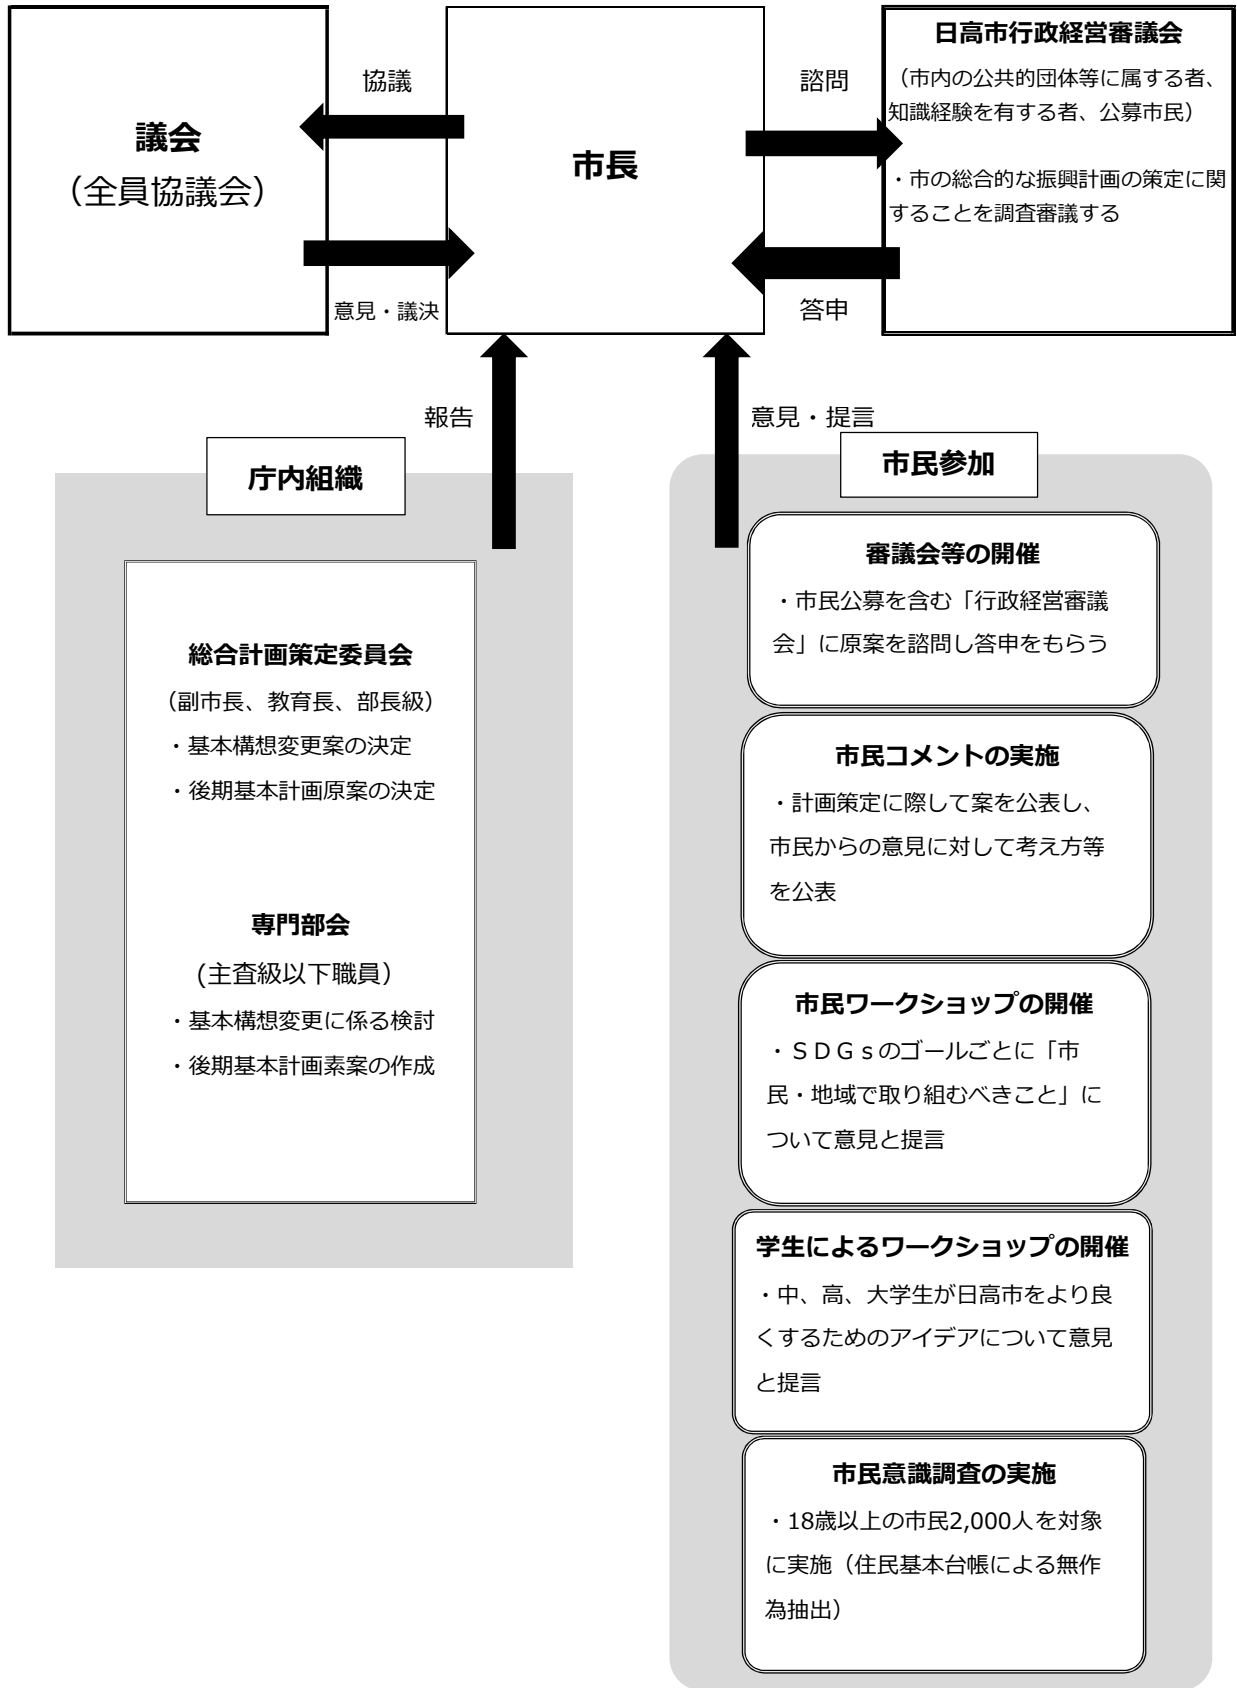 議会
（全員協議会）
協議
意見・議決
市長
諮問
答申
日高市行政経営審議会
（市内の公共的団体等に属する者、
知識経験を有する者、公募市民）
・市の総合的な振興計画の策定に関
することを調査審議する
報告
意見・提言
庁内組織
総合計画策定委員会
（副市長、教育長、部長級）
・基本構想変更案の決定
・後期基本計画原案の決定
専門部会
(主査級以下職員）
・基本構想変更に係る検討
・後期基本計画素案の作成
市民参加
審議会等の開催
・市民公募を含む「行政経営審議
会」に原案を諮問し答申をもらう
市民コメントの実施
・計画策定に際して案を公表し、
市民からの意見に対して考え方等
を公表
市民ワークショップの開催
・ＳＤＧｓのゴールごとに「市
民・地域で取り組むべきこと」に
ついて意見と提言
学生によるワークショップの開催
・中、高、大学生が日高市をより良
くするためのアイデアについて意見
と提言
市民意識調査の実施
・18歳以上の市民2,000人を対象
に実施（住民基本台帳による無作
為抽出）